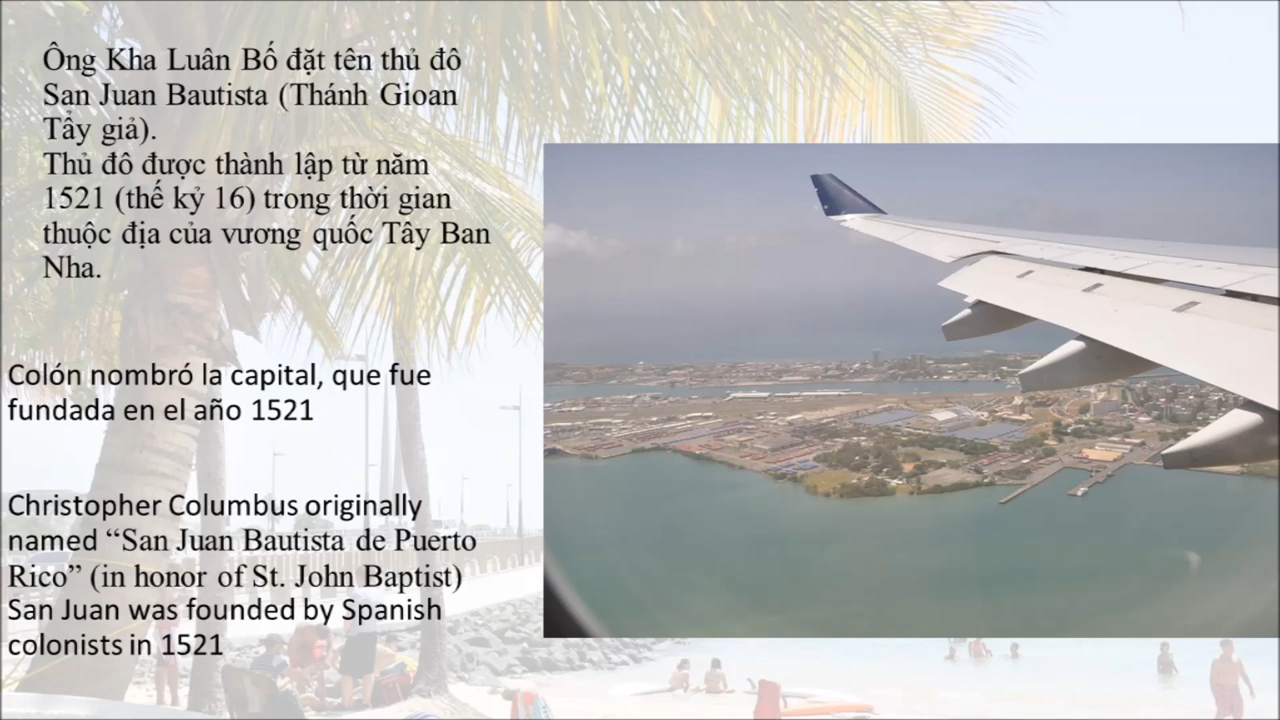 Ông Kha Luân Bố đặt tên thủ đô
San Juan Bautista (Thánh Gioan
Tẩy giả).
Thủ đô được thành lập từ năm
1521 (thế kỷ 16) trong thời gian
thuộc địa của vương quốc Tây Ban
Nha.
Colón nombró la capital, que fue
fundada en el año 1521
Christopher Columbus originally
named “San Juan Bautista de Puerto
Rico” (in honor of St. John Baptist)
San Juan was founded by Spanish
colonists in 1521